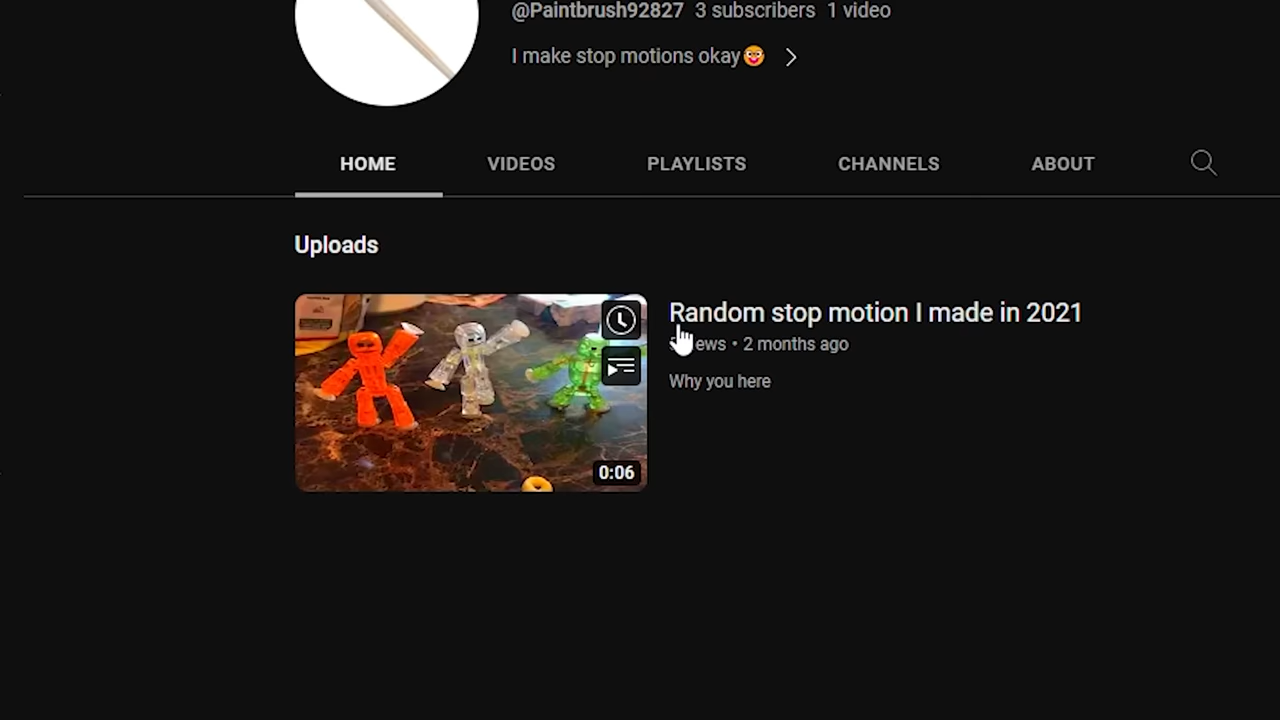 @Paintbrush92827 3 subscribers 1 video
I make stop motions okay🤡
HOME VIDEOS PLAYLISTS CHANNELS ABOUT
Uploads
Random stop motion I made in 2021
• 2 months ago
Why you here
0:06